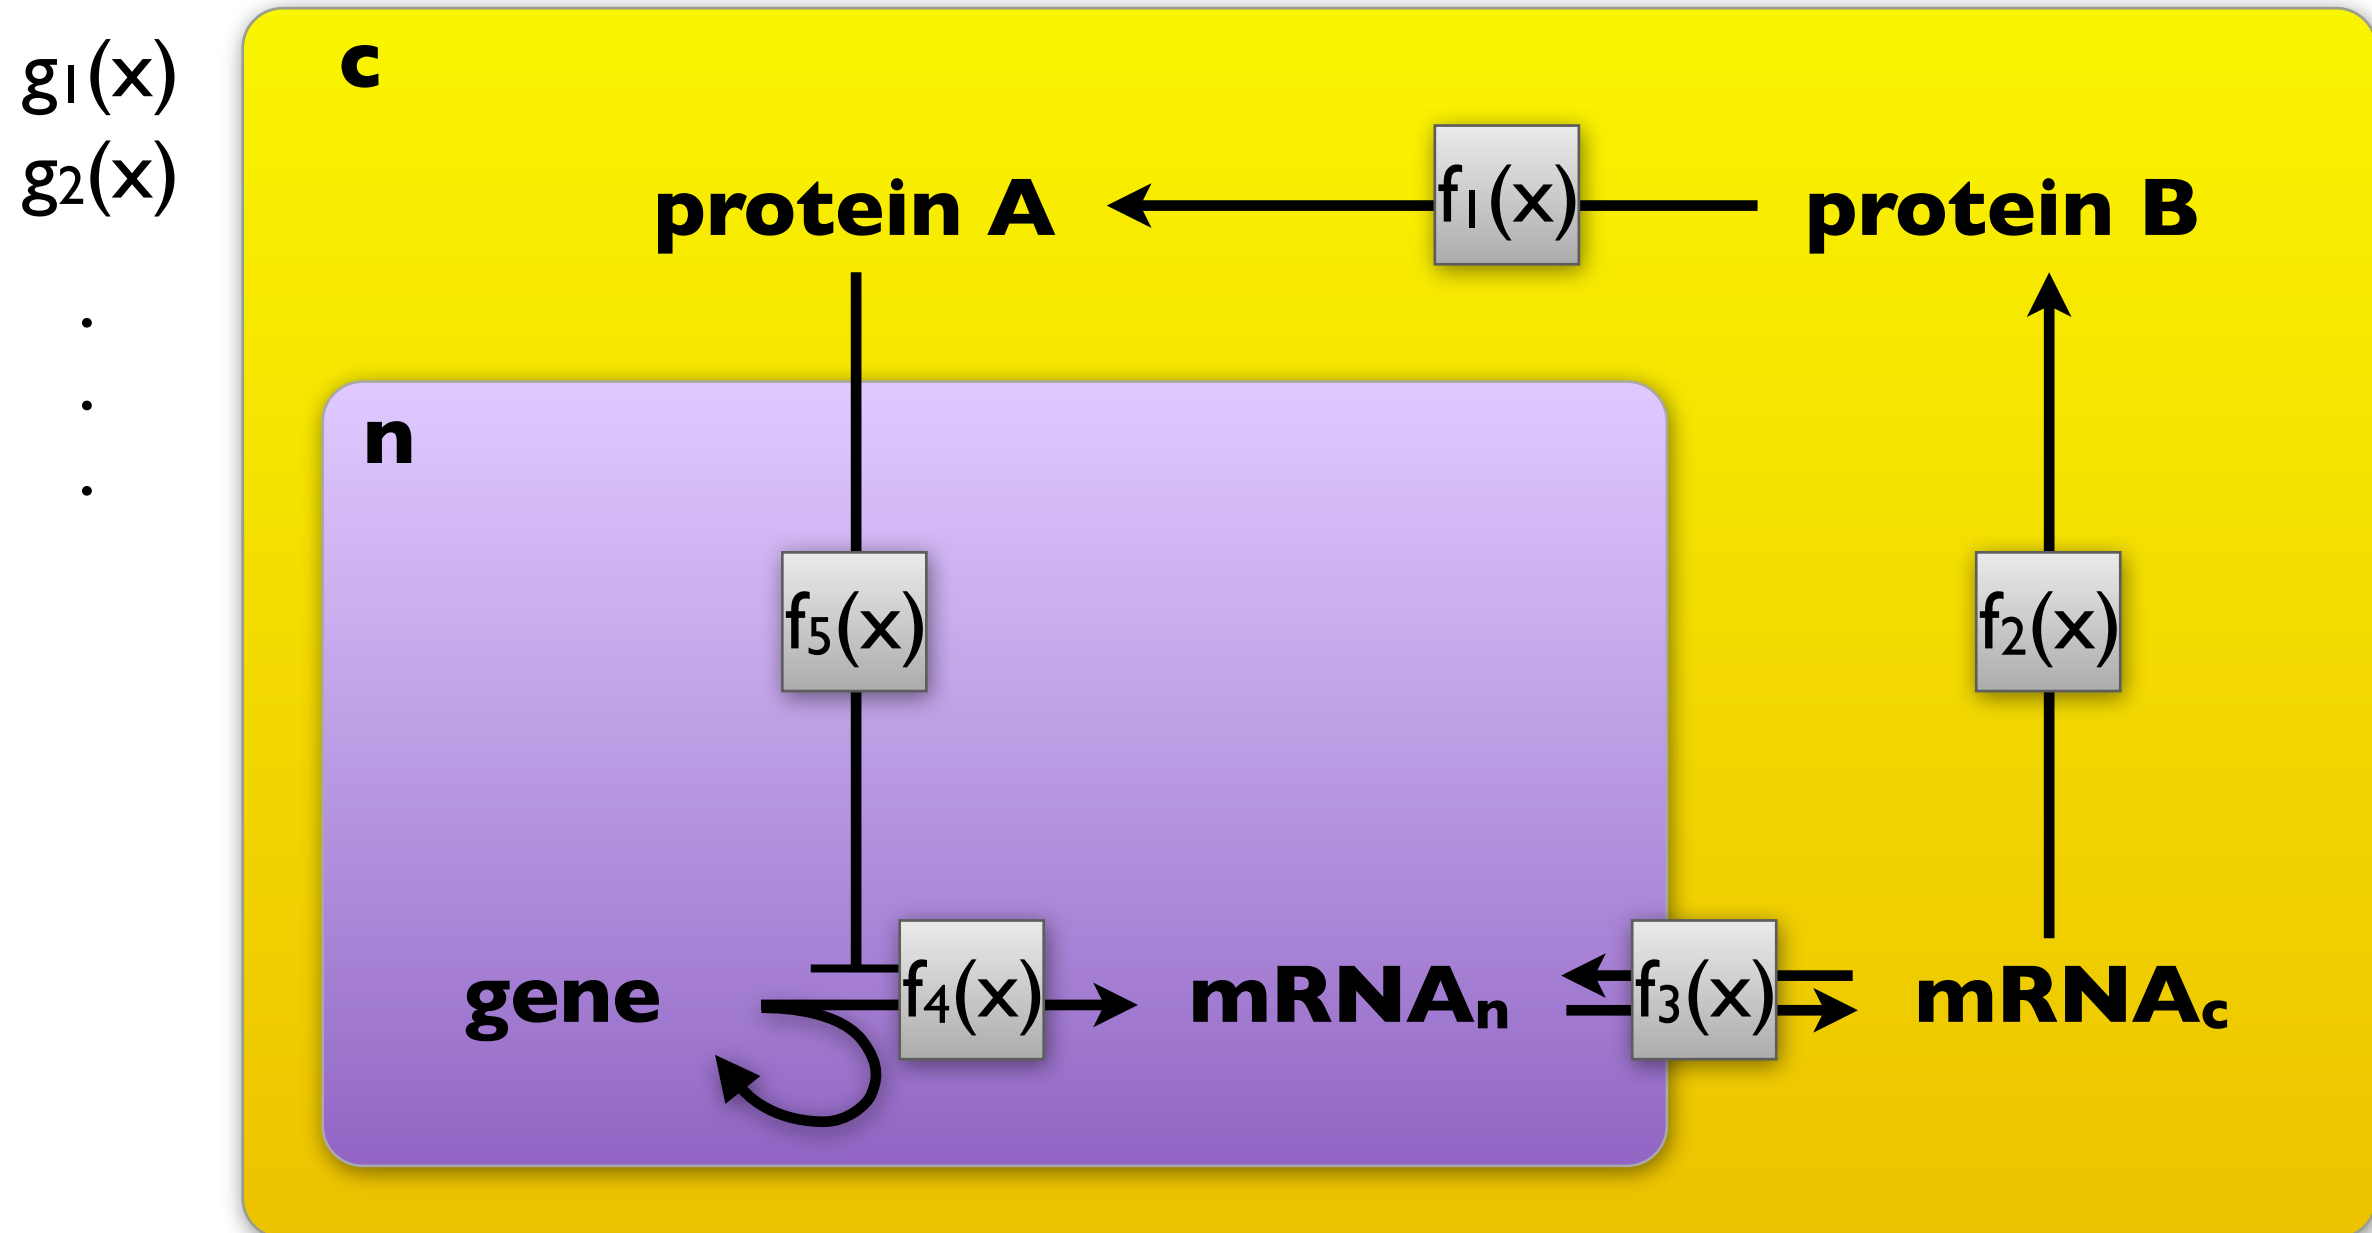 g1(x)
g2(x)
.
.
.
c
protein A
f1(x)
protein B
n
f5(x)
f2(x)
gene
f4(x)
mRNAn
f3(x)
mRNAc